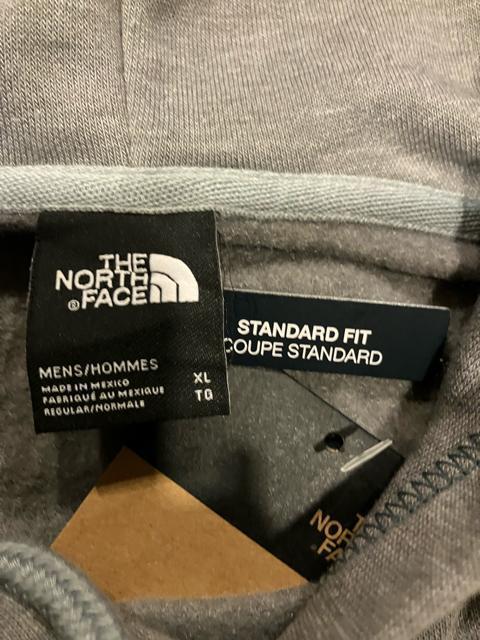 THE
NORTH
® FACE
MENS/HOMMES
MADE IN MEXICO
FABRIQUÉ AU MEXIQUE
REGULAR/NORMALE
XL
TG
STANDARD FIT
COUPE STANDARD